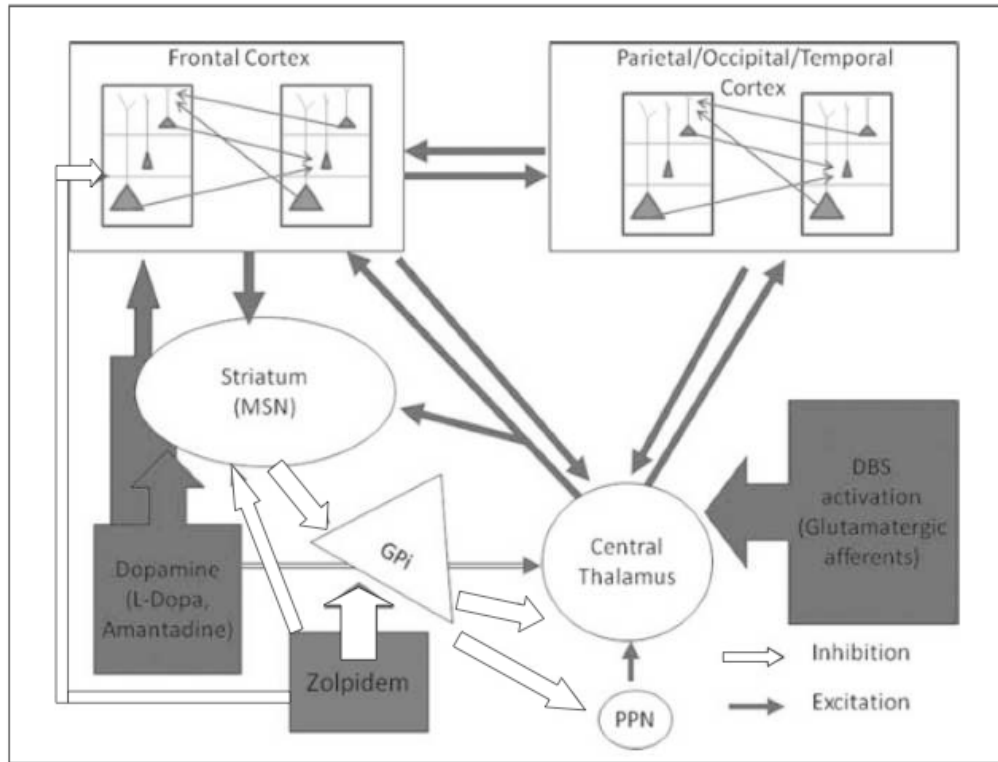 Frontal Cortex
Parietal/Occipital/Temporal
Cortex
Striatum
(MSN)
DBS
activation
(Glutamatergic
afferents)
GPi
Central
Thalamus
Dopamine
(L-Dopa,
Amantadine)
Zolpidem
PPN
Inhibition
Excitation